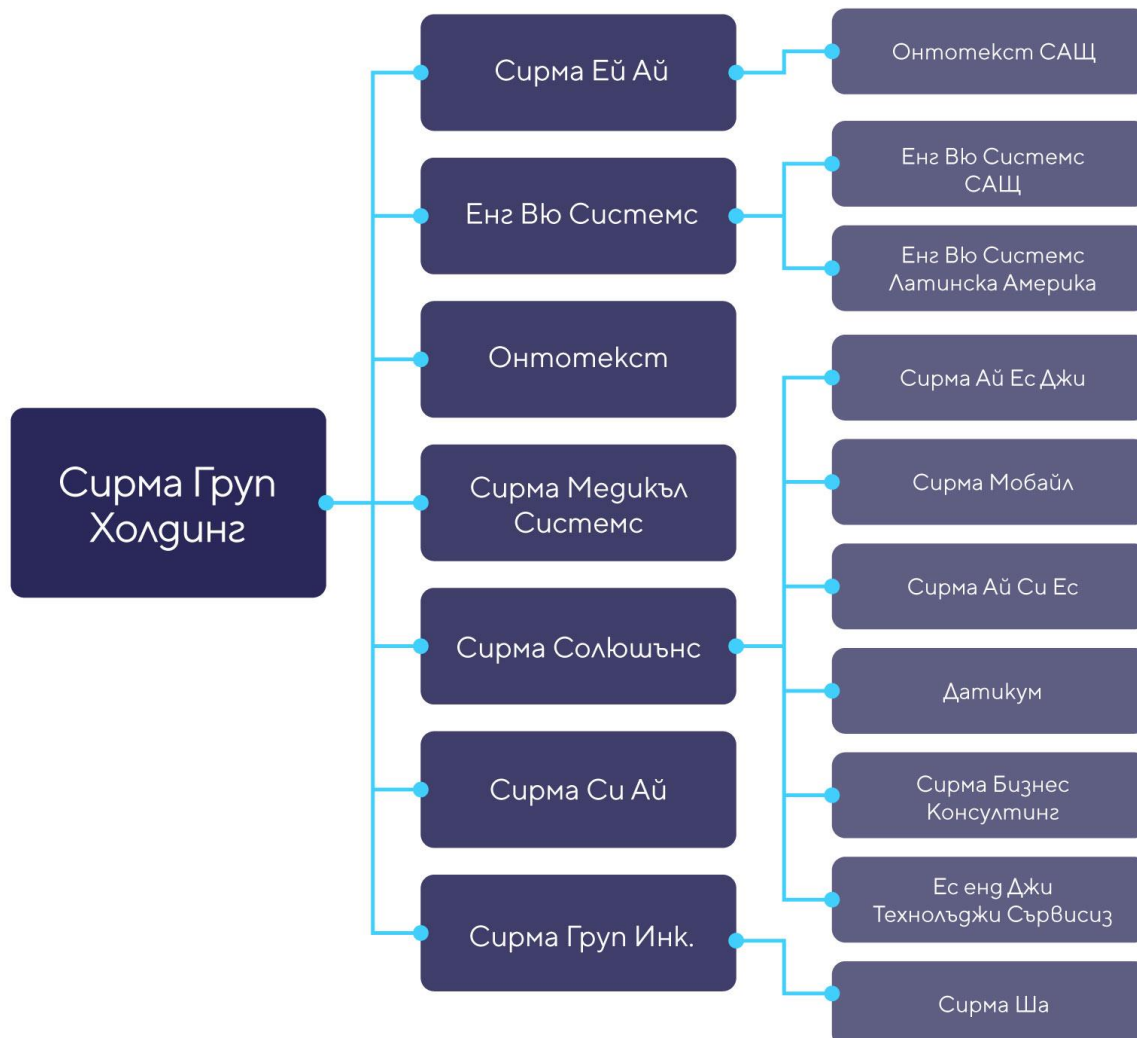 Сирма Груп
Холдинг
Сирма Ей Ай
Енг Вю Системс
Онтотекст
Сирма Медикъл
Системс
Сирма Солюшънс
Сирма Си Ай
Сирма Груп Инк.
Онтотекст САЩ
Енг Вю Системс
САЩ
Енг Вю Системс
Латинска Америка
Сирма Ай Ес Джи
Сирма Мобайл
Сирма Ай Си Ес
Датикум
Сирма Бизнес
Консултинг
Ес енд Джи
Технолъджи Сървисиз
Сирма Ша